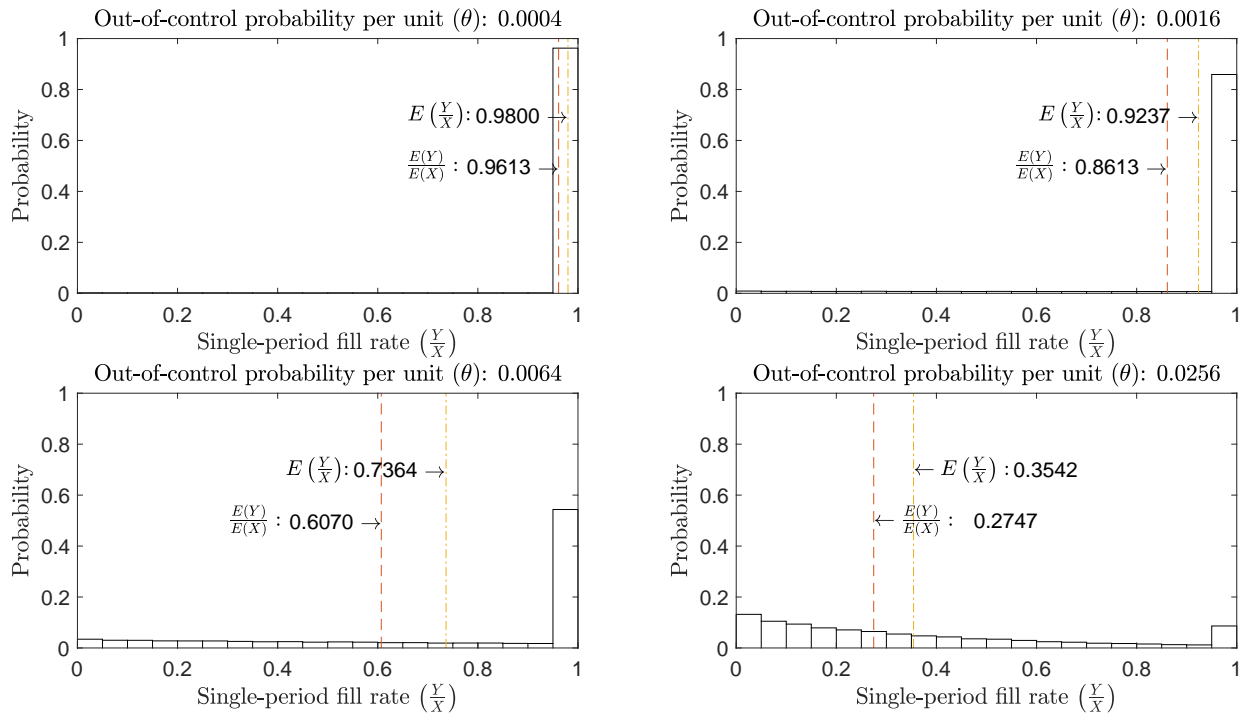 Out-of-control probability per unit (θ): 0.0004
1
0.8
0.6
0.4
0.2
0
Probability
E(Y/X): 0.9800 →
E(Y)/E(X) : 0.9613 →
0 0.2 0.4 0.6 0.8 1
Single-period fill rate (Y/X)
Out-of-control probability per unit (θ): 0.0016
1
0.8
0.6
0.4
0.2
0
Probability
E(Y/X): 0.9237 →
E(Y)/E(X) : 0.8613 →
0 0.2 0.4 0.6 0.8 1
Single-period fill rate (Y/X)
Out-of-control probability per unit (θ): 0.0064
1
0.8
0.6
0.4
0.2
0
Probability
E(Y/X): 0.7364 →
E(Y)/E(X) : 0.6070 →
0 0.2 0.4 0.6 0.8 1
Single-period fill rate (Y/X)
Out-of-control probability per unit (θ): 0.0256
1
0.8
0.6
0.4
0.2
0
Probability
← E(Y/X) : 0.3542
← E(Y)/E(X) : 0.2747
0 0.2 0.4 0.6 0.8 1
Single-period fill rate (Y/X)